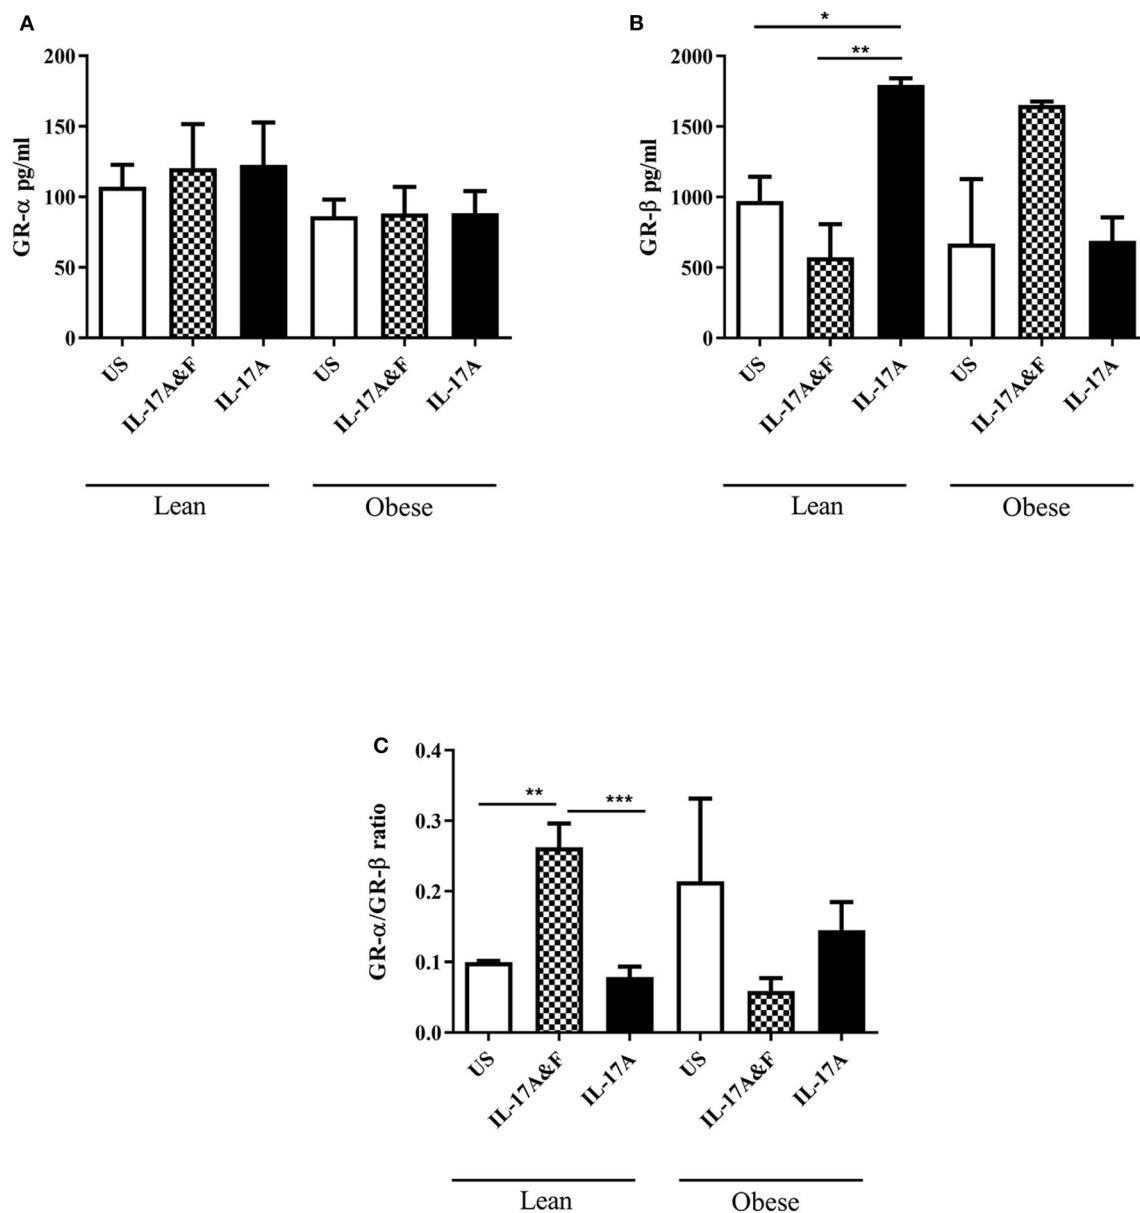 A
GR-α pg/ml
200
150
100
50
0
US
IL-17A&F
IL-17A
US
IL-17A&F
IL-17A
Lean
Obese
B
*
**
GR-β pg/ml
2000
1500
1000
500
0
US
IL-17A&F
IL-17A
US
IL-17A&F
IL-17A
Lean
Obese
C
**
***
GR-α/GR-β ratio
0.4
0.3
0.2
0.1
0.0
US
IL-17A&F
IL-17A
US
IL-17A&F
IL-17A
Lean
Obese